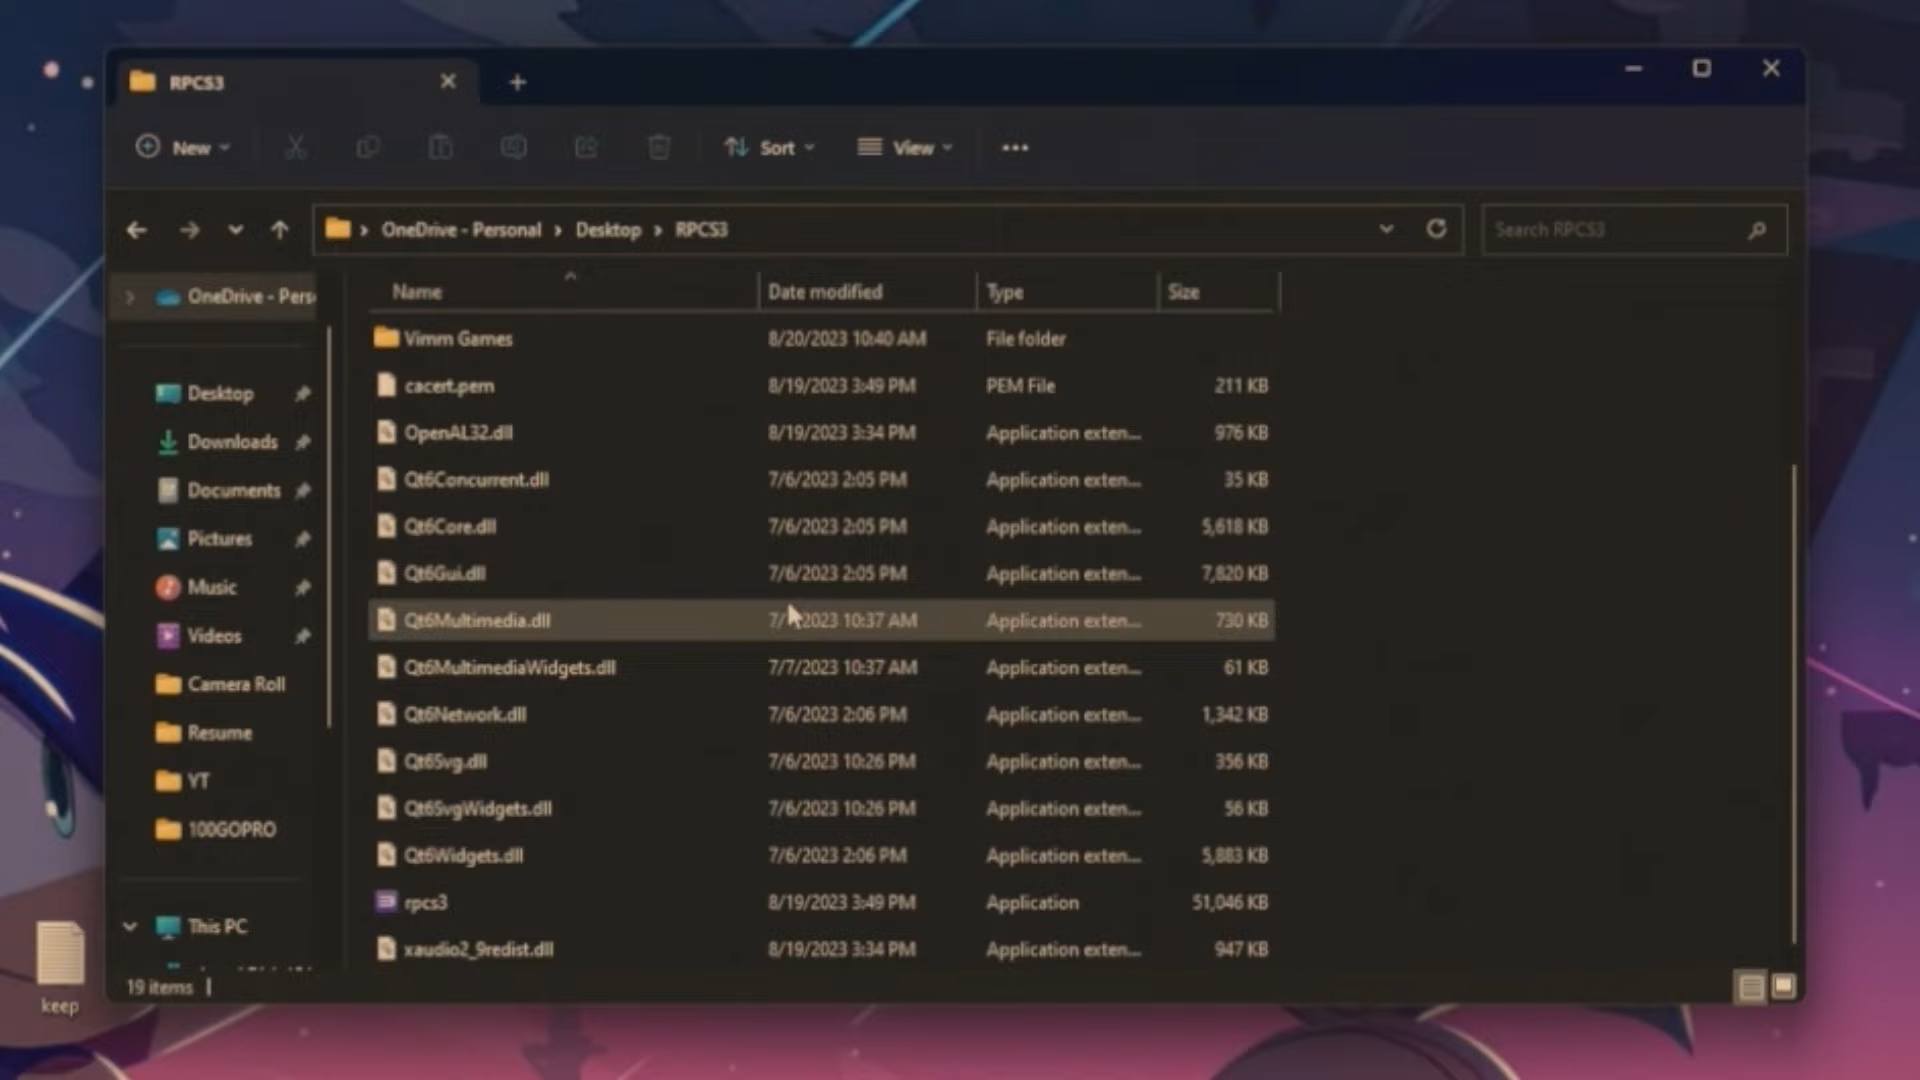 RPCS3
New
Sort
View
OneDrive - Personal > Desktop > RPCS3
Search RPCS3
OneDrive - Pers
Desktop
Downloads
Documents
Pictures
Music
Videos
Camera Roll
Resume
YT
100GOPRO
This PC
Name Date modified Type Size
Vimm Games 8/20/2023 10:40 AM File folder
cacert.pem 8/19/2023 3:49 PM PEM File 211 KB
OpenAL32.dll 8/19/2023 3:34 PM Application exten... 976 KB
Qt6Concurrent.dll 7/6/2023 2:05 PM Application exten... 35 KB
Qt6Core.dll 7/6/2023 2:05 PM Application exten... 5,618 KB
Qt6Gui.dll 7/6/2023 2:05 PM Application exten... 7,820 KB
Qt6Multimedia.dll 7/ 2023 10:37 AM Application exten... 730 KB
Qt6MultimediaWidgets.dll 7/7/2023 10:37 AM Application exten... 61 KB
Qt6Network.dll 7/6/2023 2:06 PM Application exten... 1,342 KB
Qt6Svg.dll 7/6/2023 10:26 PM Application exten... 356 KB
Qt6SvgWidgets.dll 7/6/2023 10:26 PM Application exten... 56 KB
Qt6Widgets.dll 7/6/2023 2:06 PM Application exten... 5,883 KB
rpcs3 8/19/2023 3:49 PM Application 51,046 KB
xaudio2_9redist.dll 8/19/2023 3:34 PM Application exten... 947 KB
19 items
keep